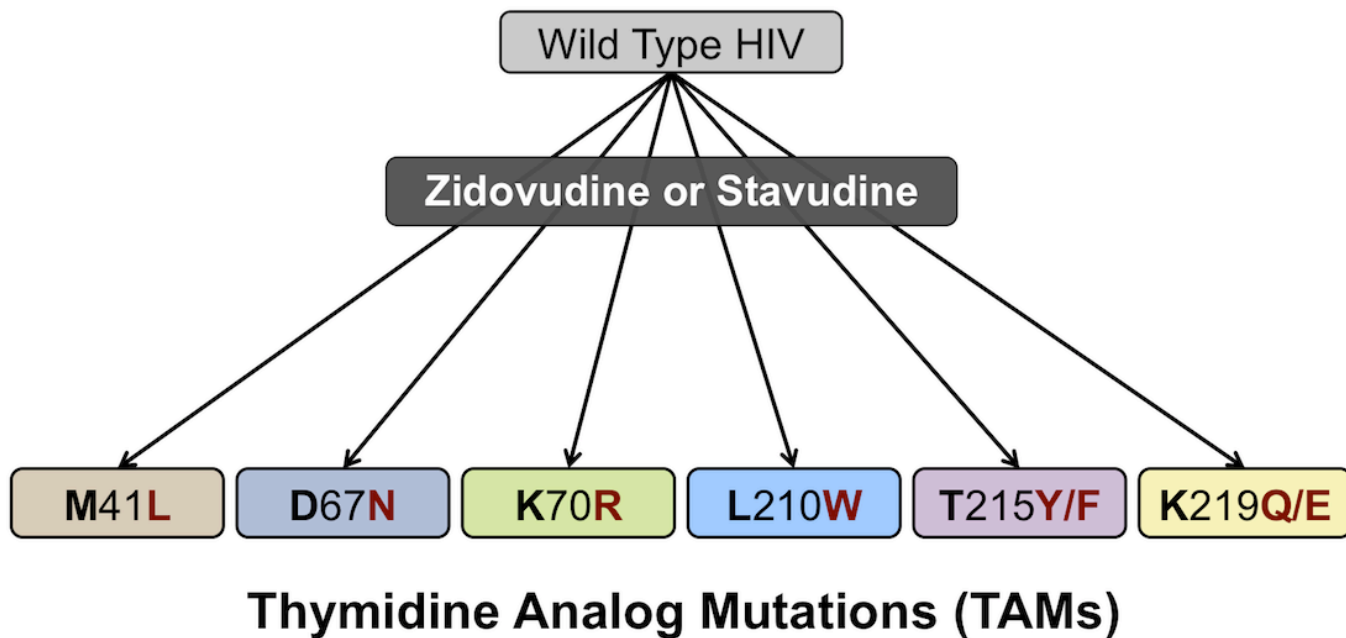 Wild Type HIV
Zidovudine or Stavudine
M41L
D67N
K70R
L210W
T215Y/F
K219Q/E
Thymidine Analog Mutations (TAMs)